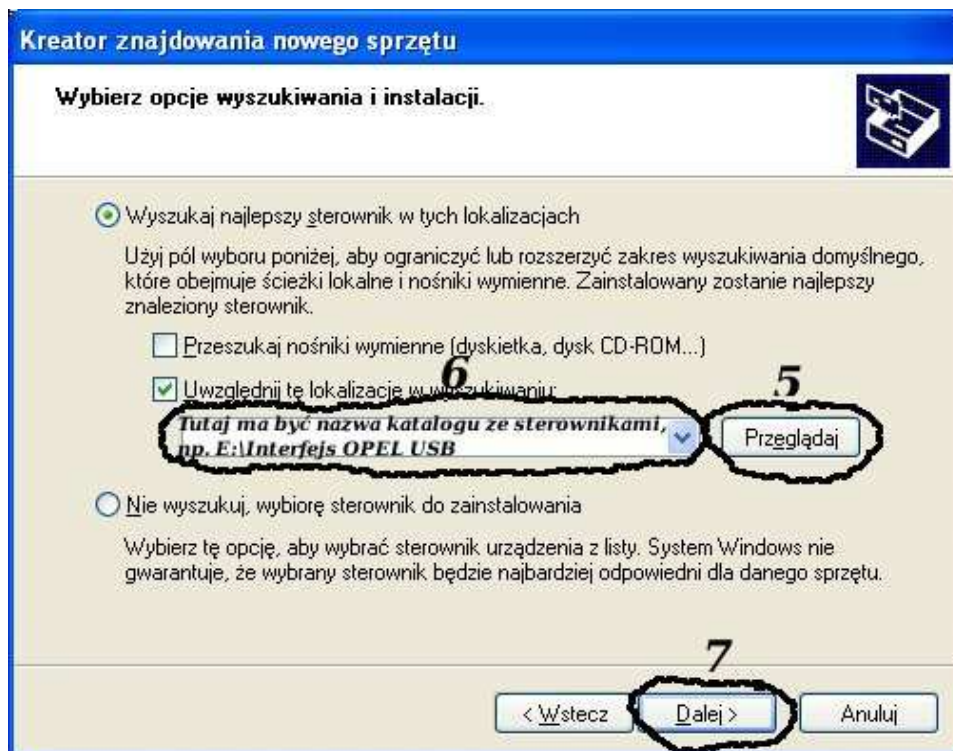 Kreator znajdowania nowego sprzętu
Wybierz opcje wyszukiwania i instalacji.
Wyszukaj najlepszy sterownik w tych lokalizacjach
Użyj pól wyboru poniżej, aby ograniczyć lub rozszerzyć zakres wyszukiwania domyślnego,
które obejmuje ścieżki lokalne i nośniki wymienne. Zainstalowany zostanie najlepszy
znaleziony sterownik.
Przeszukaj nośniki wymienne (dyskietka, dysk CD-ROM...)
6
5
Uwzględnij tę lokalizację w wyszukiwaniu:
Tutaj ma być nazwa katalogu ze sterownikami,
np. E:\Interfejs OPEL USB
Przeglądaj
Nie wyszukuj, wybiorę sterownik do zainstalowania
Wybierz tę opcję, aby wybrać sterownik urządzenia z listy. System Windows nie
gwarantuje, że wybrany sterownik będzie najbardziej odpowiedni dla danego sprzętu.
7
< Wstecz Dalej > Anuluj